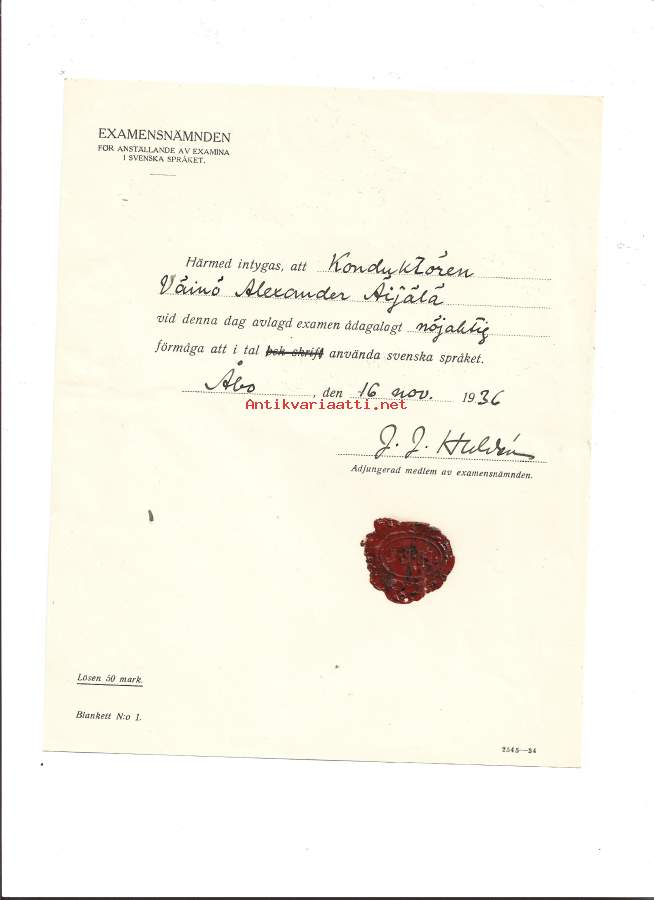 EXAMENSNÄMNDEN
FÖR ANSTÄLLANDE AV EXAMINA
I SVENSKA SPRÅKET.
Härmed intygas, att Konduktören
Väinö Alexander Äijälä
vid denna dag avlagd examen ådagalagt nöjaktig
förmåga att i tal och skrift använda svenska språket.
Åbo, den 16 nov. 1936
Antikvariaatti.net
J. J. Huldén
Adjungerad medlem av examensnämnden.
Lösen 50 mark.
Blankett N:o 1.
2545—34